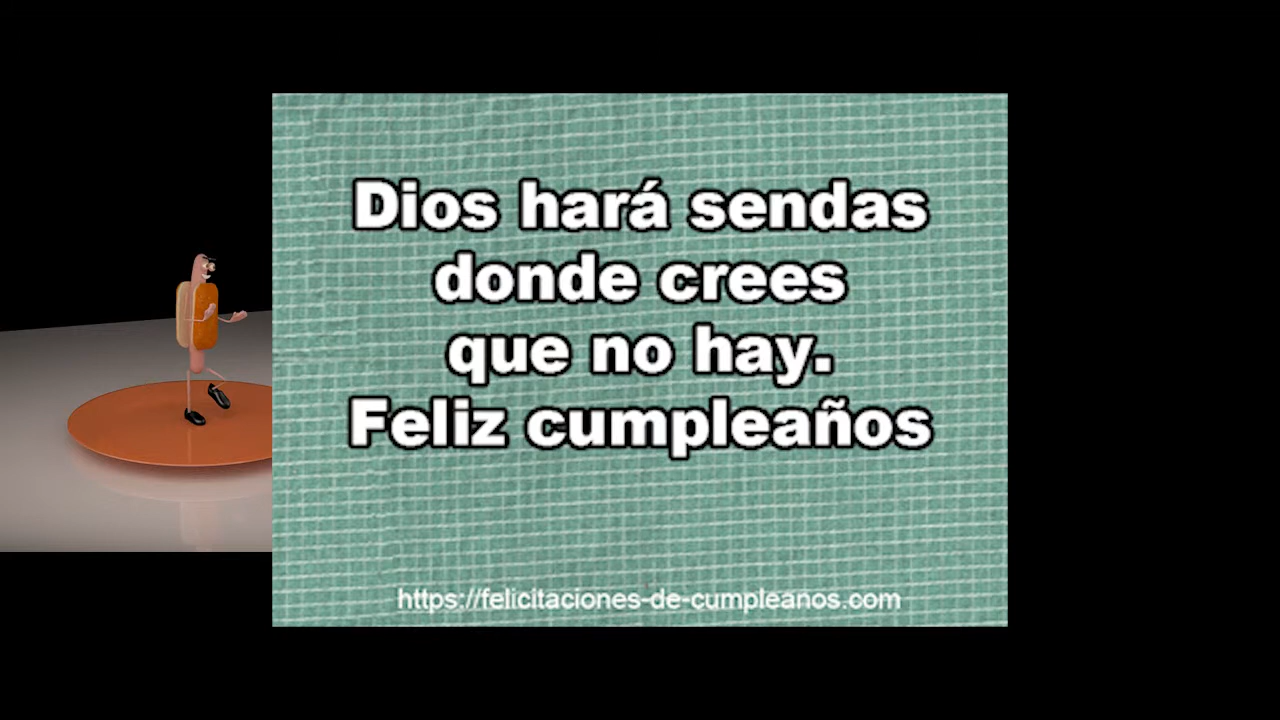 Dios hará sendas
donde crees
que no hay.
Feliz cumpleaños
https://felicitaciones-de-cumpleanos.com